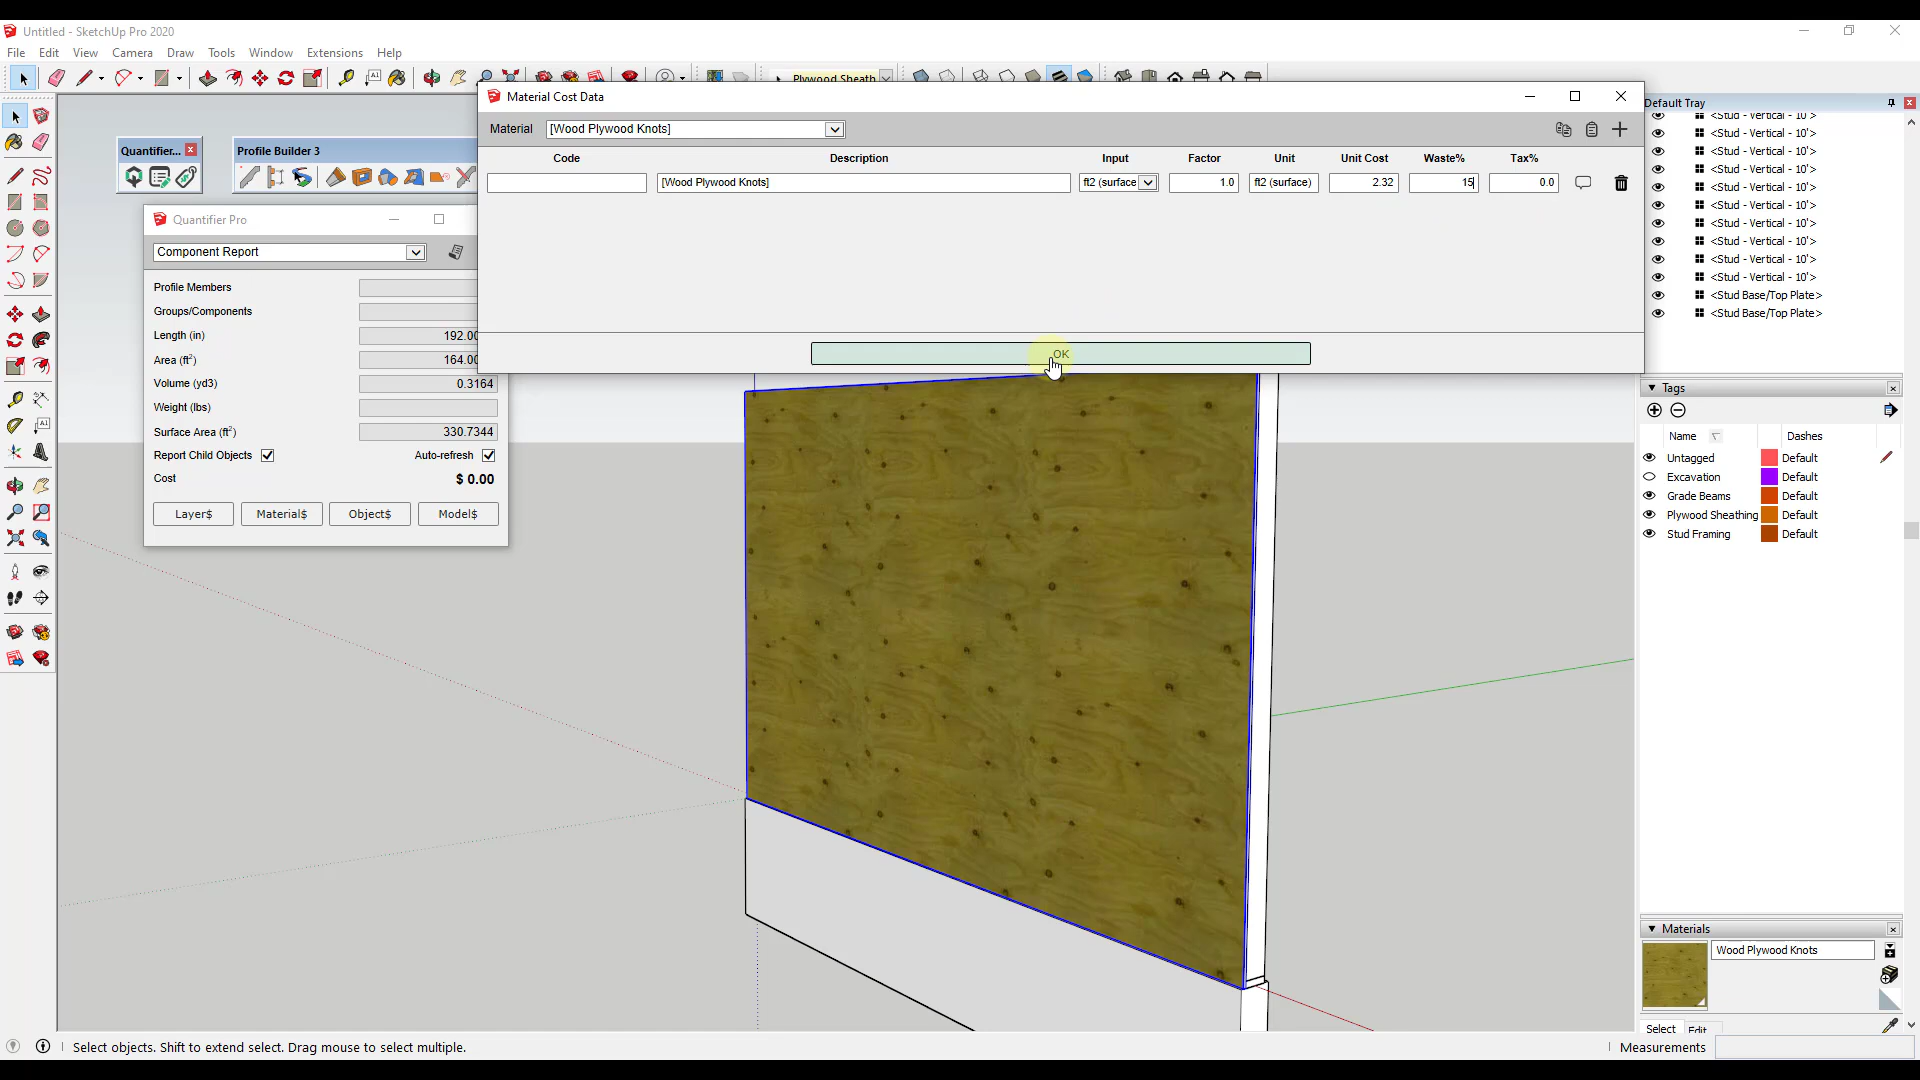 Untitled - SketchUp Pro 2020
File Edit View Camera Draw Tools Window Extensions Help
Plywood Sheath
Material Cost Data
Material [Wood Plywood Knots]
Code Description Input Factor Unit Unit Cost Waste% Tax%
[Wood Plywood Knots] ft2 (surface 1.0 ft2 (surface) 2.32 15 0.0
OK
Quantifier...
Profile Builder 3
Quantifier Pro
Component Report
Profile Members
Groups/Components
Length (in) 192.00
Area (ft²) 164.00
Volume (yd3) 0.3164
Weight (lbs)
Surface Area (ft²) 330.7344
Report Child Objects Auto-refresh
Cost $ 0.00
Layer$ Material$ Object$ Model$
Default Tray
<Stud - Vertical - 10'>
<Stud - Vertical - 10'>
<Stud - Vertical - 10'>
<Stud - Vertical - 10'>
<Stud - Vertical - 10'>
<Stud - Vertical - 10'>
<Stud - Vertical - 10'>
<Stud - Vertical - 10'>
<Stud - Vertical - 10'>
<Stud - Vertical - 10'>
<Stud Base/Top Plate>
<Stud Base/Top Plate>
Tags
Name Dashes
Untagged Default
Excavation Default
Grade Beams Default
Plywood Sheathing Default
Stud Framing Default
Materials
Wood Plywood Knots
Select Edit
Select objects. Shift to extend select. Drag mouse to select multiple.
Measurements